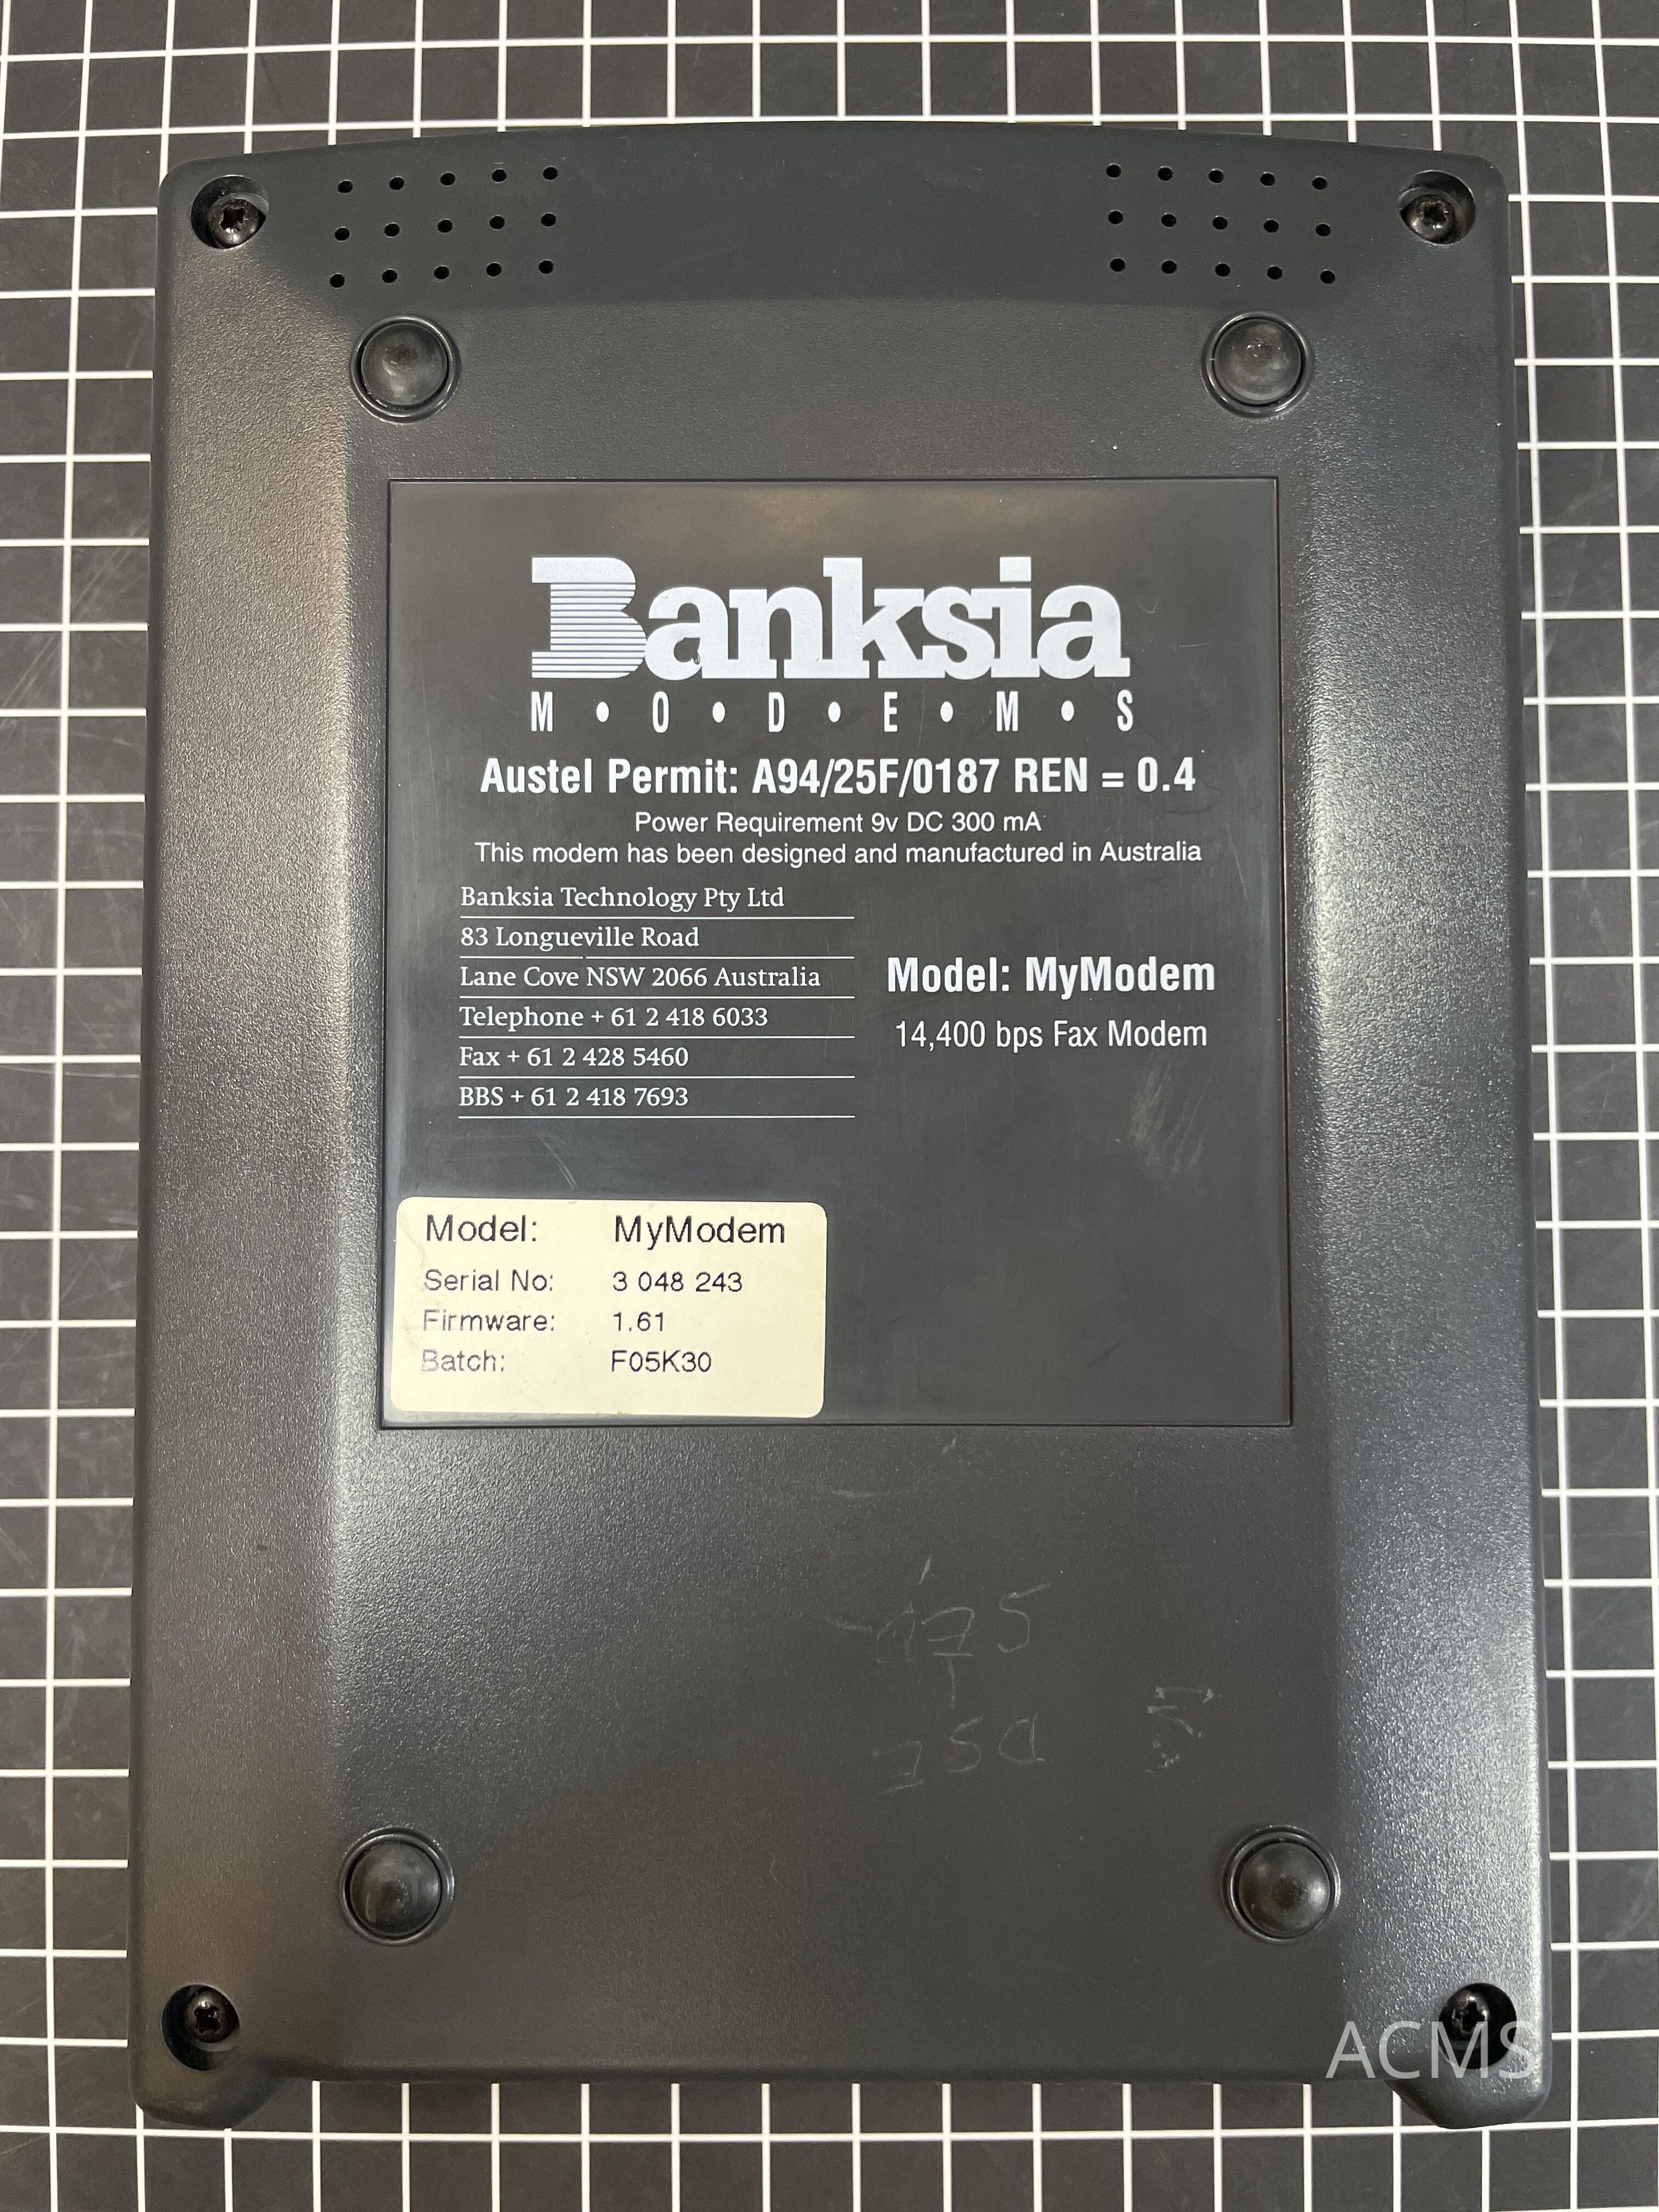 Banksia
M • O • D • E • M • S
Austel Permit: A94/25F/0187 REN = 0.4
Power Requirement 9v DC 300 mA
This modem has been designed and manufactured in Australia
Banksia Technology Pty Ltd
83 Longueville Road
Lane Cove NSW 2066 Australia
Telephone + 61 2 418 6033
Fax + 61 2 428 5460
BBS + 61 2 418 7693
Model: MyModem
14,400 bps Fax Modem
Model: MyModem
Serial No: 3 048 243
Firmware: 1.61
Batch: F05K30
ACMS